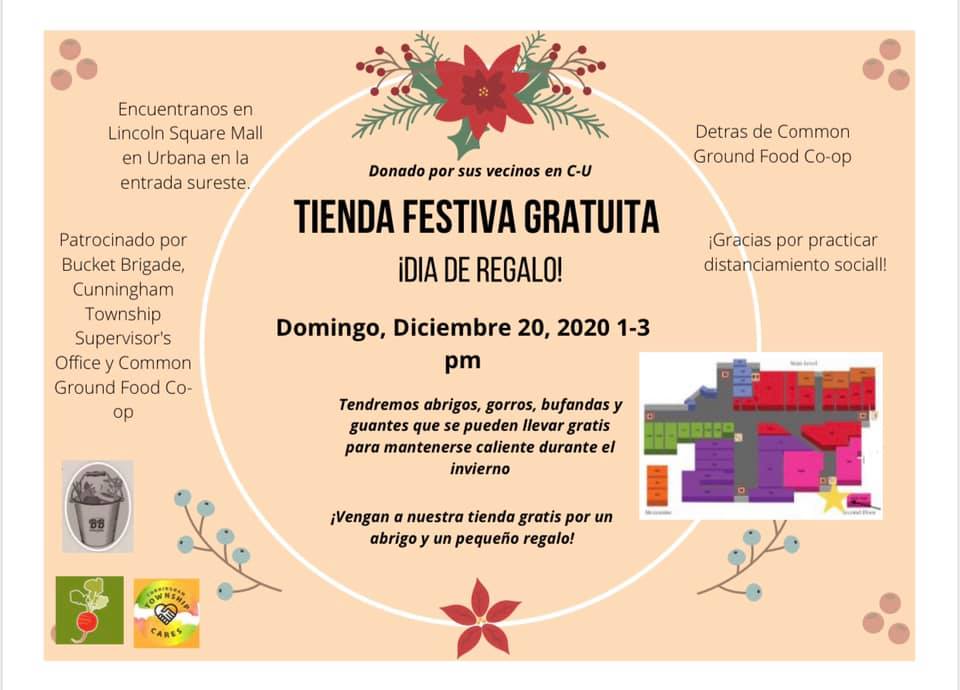 Donado por sus vecinos en C-U
TIENDA FESTIVA GRATUITA
¡DIA DE REGALO!
Domingo, Diciembre 20, 2020 1-3
pm
Tendremos abrigos, gorros, bufandas y
guantes que se pueden llevar gratis
para mantenerse caliente durante el
invierno
¡Vengan a nuestra tienda gratis por un
abrigo y un pequeño regalo!
Encuentranos en
Lincoln Square Mall
en Urbana en la
entrada sureste.
Patrocinado por
Bucket Brigade,
Cunningham
Township
Supervisor's
Office y Common
Ground Food Co-
op
Detras de Common
Ground Food Co-op
¡Gracias por practicar
distanciamiento sociall!
Main Level
Mezzanine
Second Floor
BB
CUNNINGHAM
TOWNSHIP
CARES